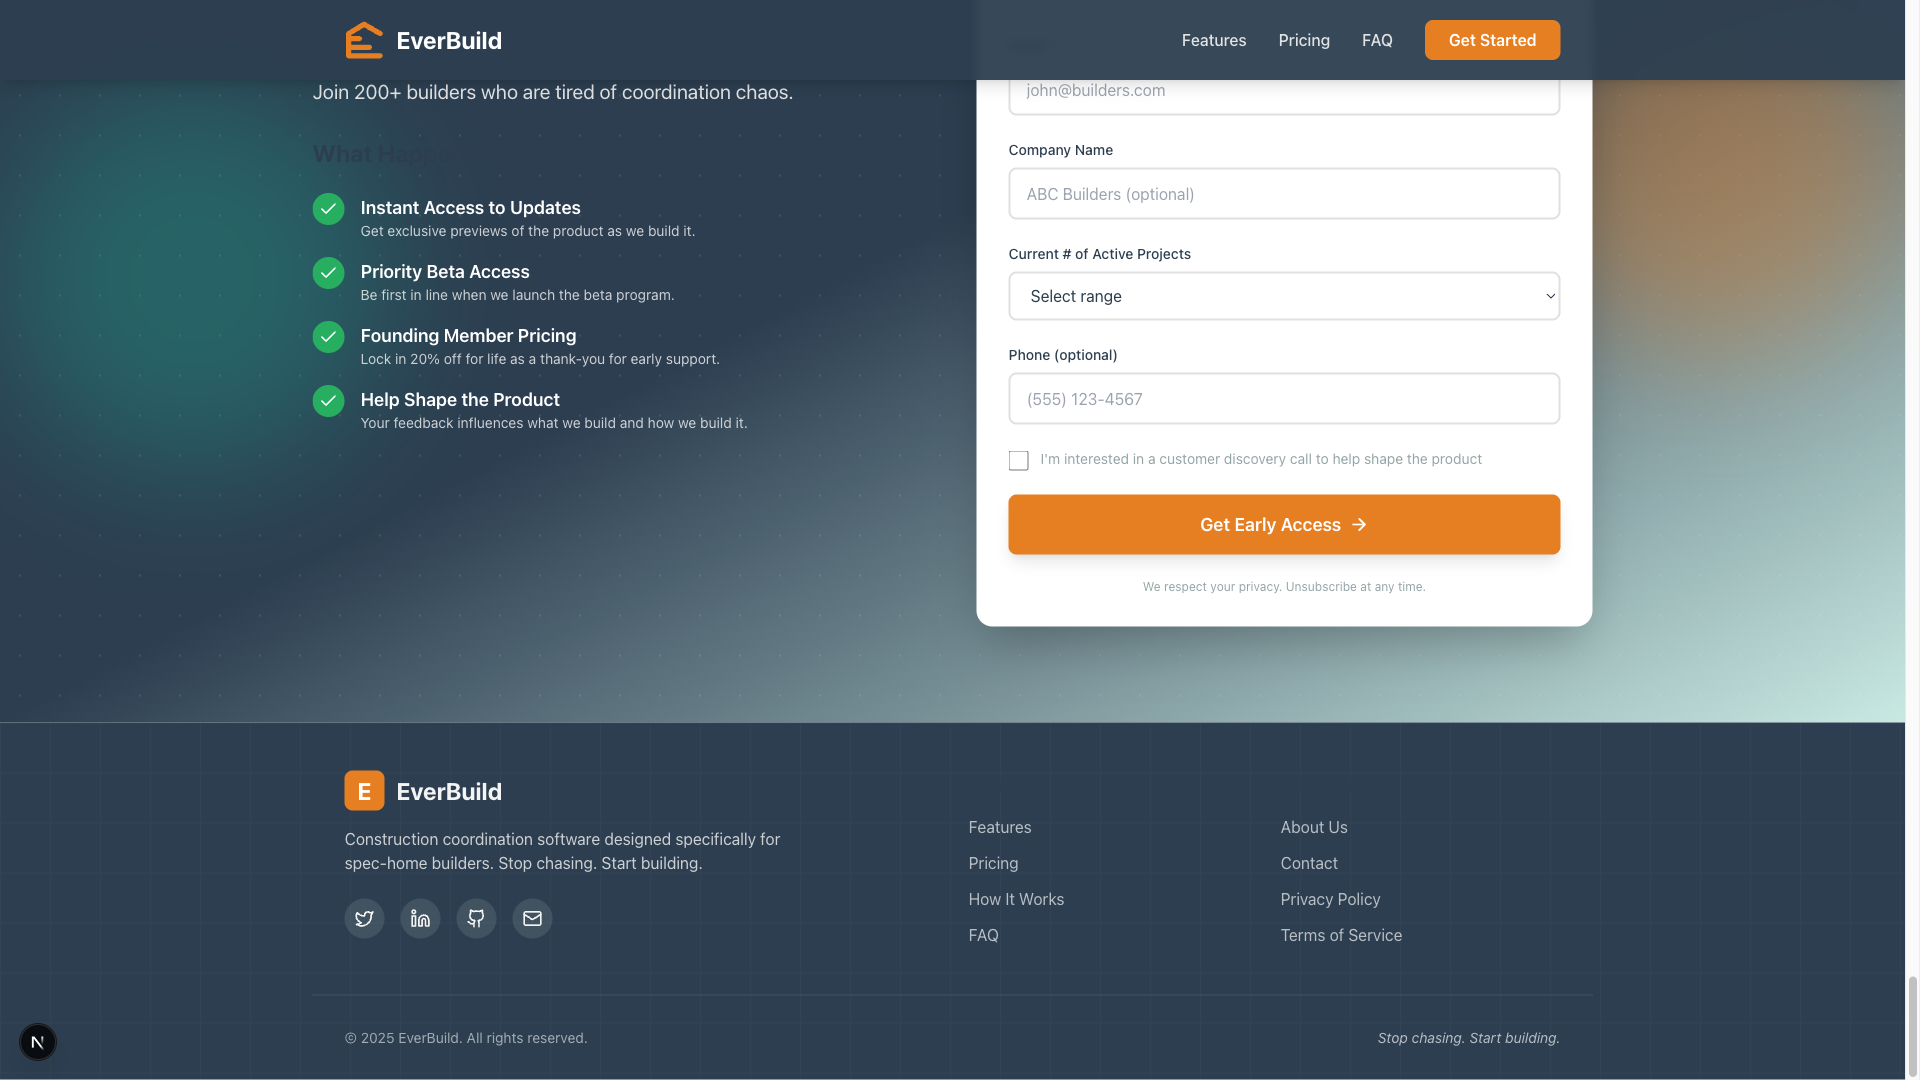 EverBuild
Features
Pricing
FAQ
Get Started
Join 200+ builders who are tired of coordination chaos.
What Happe
Instant Access to Updates
Get exclusive previews of the product as we build it.
Priority Beta Access
Be first in line when we launch the beta program.
Founding Member Pricing
Lock in 20% off for life as a thank-you for early support.
Help Shape the Product
Your feedback influences what we build and how we build it.
john@builders.com
Company Name
ABC Builders (optional)
Current # of Active Projects
Select range
Phone (optional)
(555) 123-4567
I'm interested in a customer discovery call to help shape the product
Get Early Access →
We respect your privacy. Unsubscribe at any time.
E EverBuild
Construction coordination software designed specifically for
spec-home builders. Stop chasing. Start building.
Features
Pricing
How It Works
FAQ
About Us
Contact
Privacy Policy
Terms of Service
© 2025 EverBuild. All rights reserved.
Stop chasing. Start building.
N